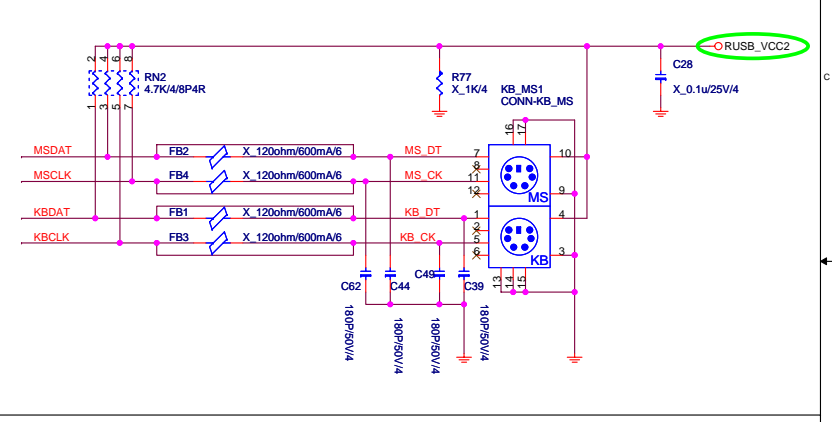 RUSB_VCC2
2 4 6 8
RN2
4.7K/4/8P4R
1 3 5 7
R77
X_1K/4
C28
X_0.1u/25V/4
C
KB_MS1
CONN-KB_MS
16 17
MSDAT
FB2
X_120ohm/600mA/6
MS_DT
7
10
8
MSCLK
FB4
X_120ohm/600mA/6
MS_CK
11
12
MS
9
KBDAT
FB1
X_120ohm/600mA/6
KB_DT
1
4
2
KBCLK
FB3
X_120ohm/600mA/6
KB_CK
5
6
KB
3
13 14 15
C62
C44
C49
C39
180P/50V/4
180P/50V/4
180P/50V/4
180P/50V/4